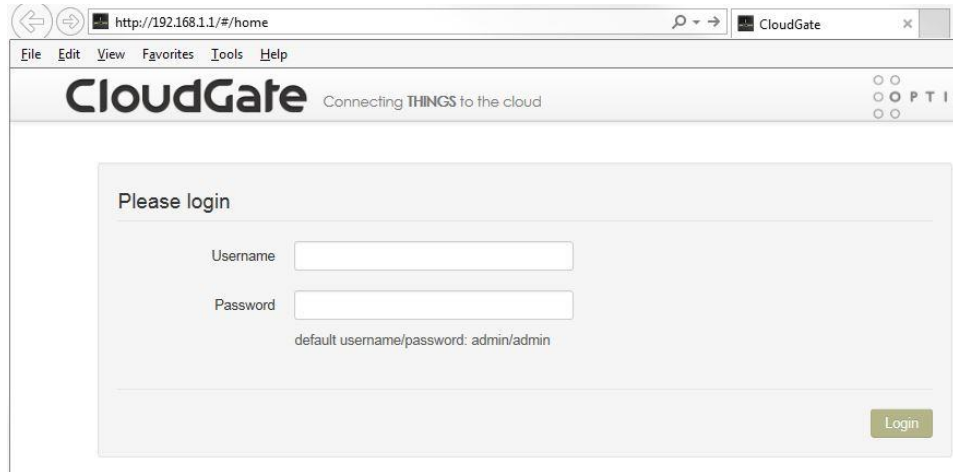 http://192.168.1.1/#/home
CloudGate
File Edit View Favorites Tools Help
CloudGate Connecting THINGS to the cloud
OPTI
Please login
Username
Password
default username/password: admin/admin
Login